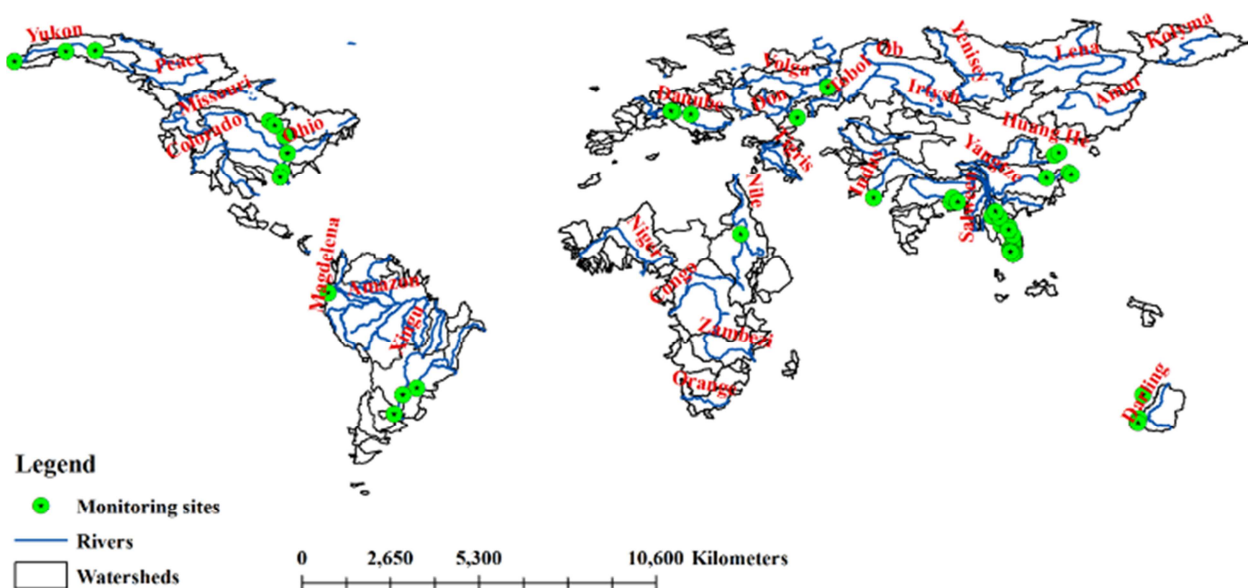 Yukon
Peace
Missouri
Colorado
Ohio
Magdelena
Amazon
Xingu
Volga
Don
Danube
Tobol
Ob
Irtysh
Yenisey
Lena
Kolyma
Amur
Huang He
Yangtze
Indus
Salween
Nile
Niger
Congo
Zambezi
Orange
Darling
Legend
Monitoring sites
Rivers
Watersheds
0 2,650 5,300 10,600 Kilometers